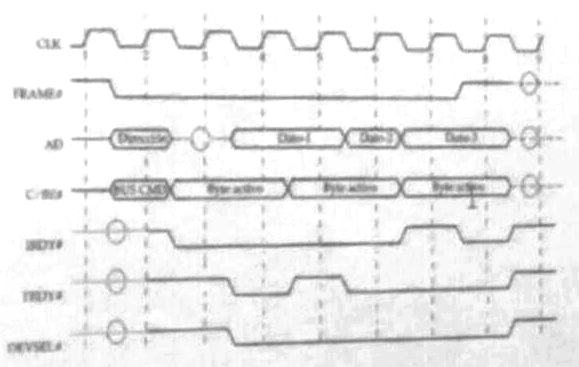 CLK
1 2 3 4 5 6 7 8 9
FRAME#
AD
Data-1 Data-2 Data-3
C/BE#
BUS CMD Byte active Byte active Byte active
IRDY#
TRDY#
DEVSEL#